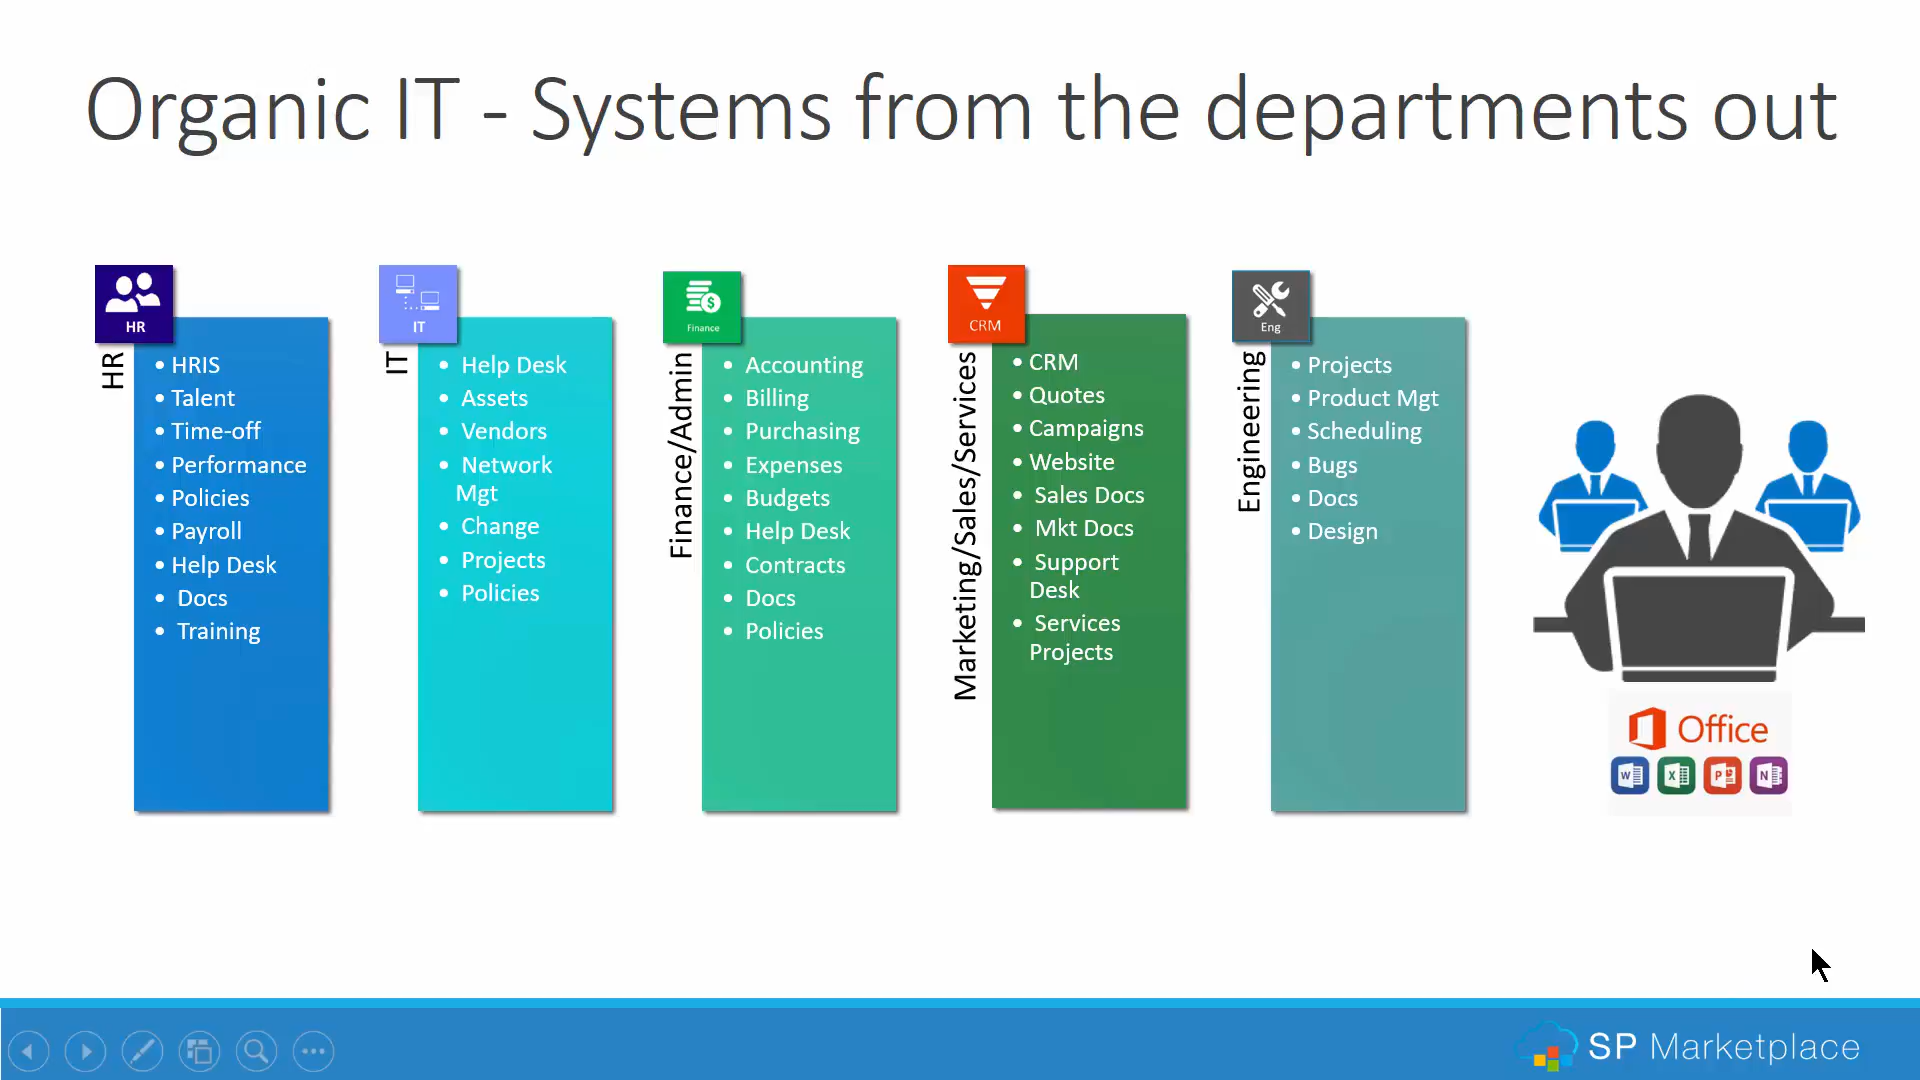 Organic IT - Systems from the departments out
HR
HR
• HRIS
• Talent
• Time-off
• Performance
• Policies
• Payroll
• Help Desk
• Docs
• Training
IT
IT
• Help Desk
• Assets
• Vendors
• Network
Mgt
• Change
• Projects
• Policies
Finance
Finance/Admin
• Accounting
• Billing
• Purchasing
• Expenses
• Budgets
• Help Desk
• Contracts
• Docs
• Policies
CRM
Marketing/Sales/Services
• CRM
• Quotes
• Campaigns
• Website
• Sales Docs
• Mkt Docs
• Support
Desk
• Services
Projects
Eng
Engineering
• Projects
• Product Mgt
• Scheduling
• Bugs
• Docs
• Design
Office
W X P N
SP Marketplace